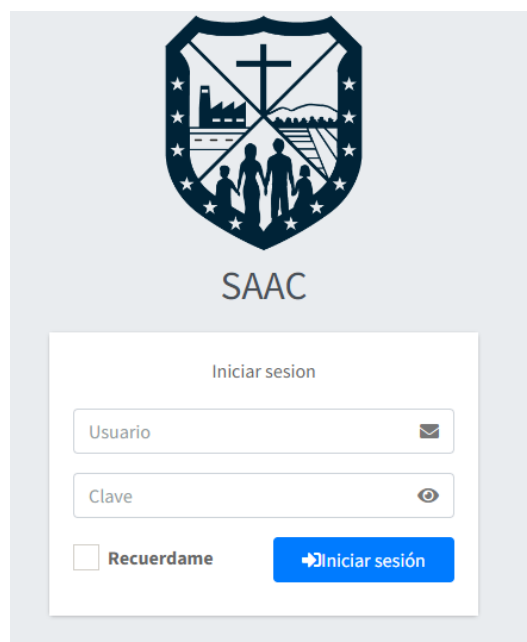 SAAC
Iniciar sesion
Usuario
Clave
Recuerdame
Iniciar sesión